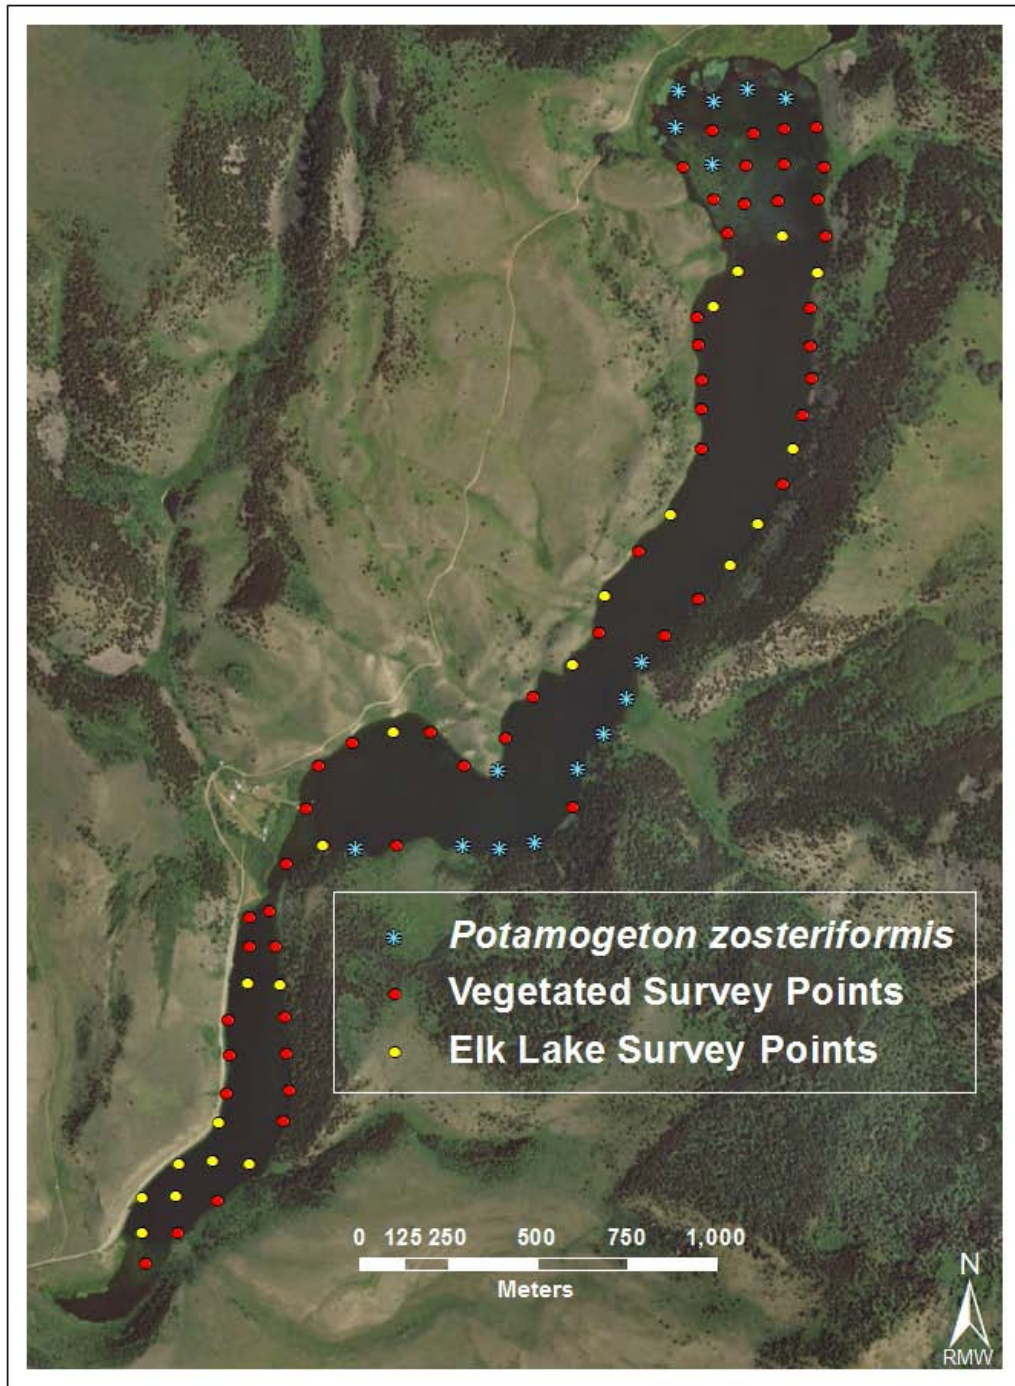 Potamogeton zosteriformis
Vegetated Survey Points
Elk Lake Survey Points
0 125 250 500 750 1,000
Meters
N
RMW